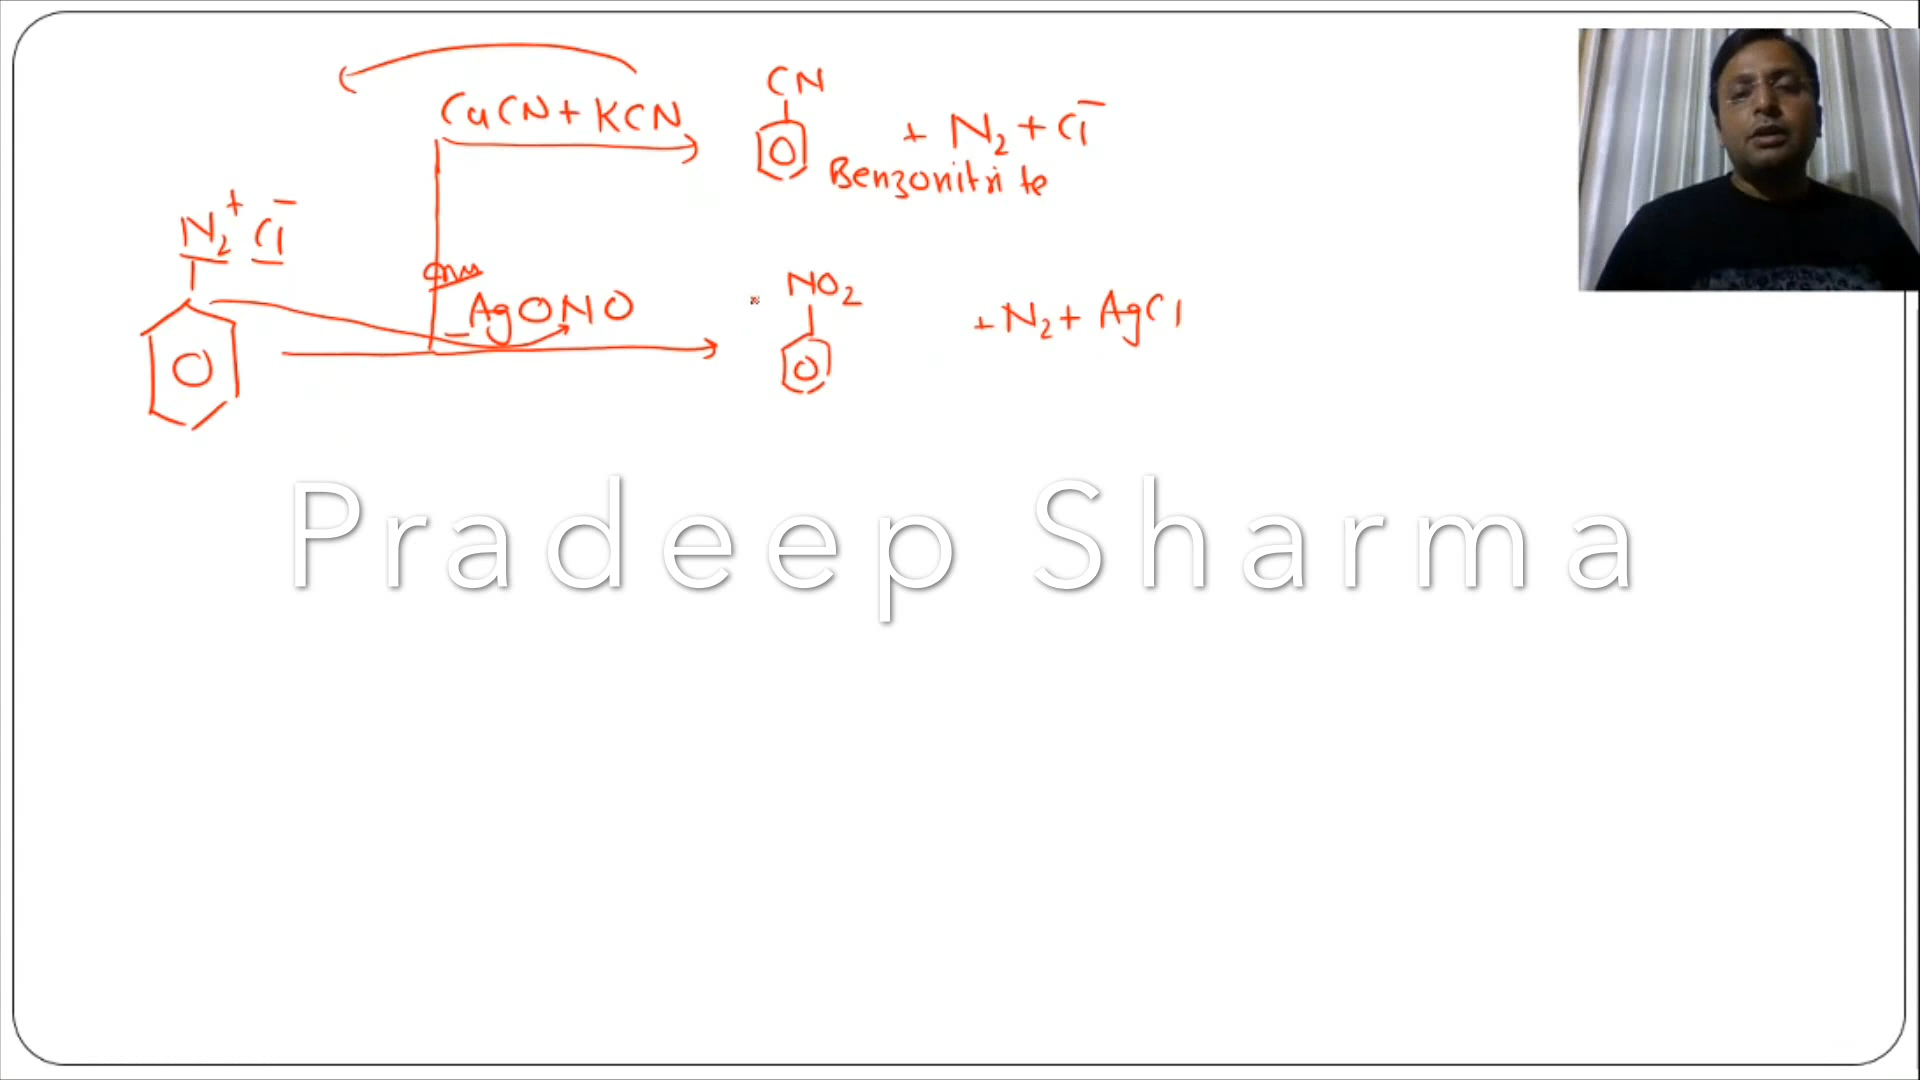 CuCN + KCN
CN
+ N2 + Cl⁻
Benzonitrite
N2⁺ Cl⁻
AgONO
NO2
+ N2 + AgCl
Pradeep Sharma